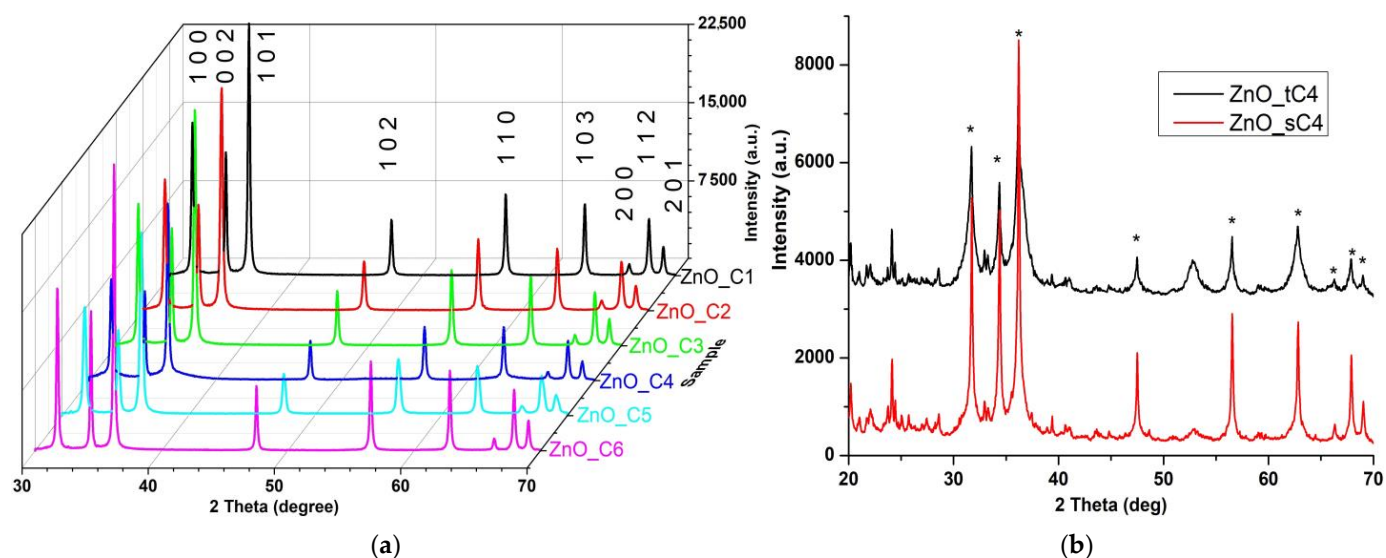 22,500
15,000
7 500
Intensity (a.u.)
1 0 0
0 0 2
1 0 1
1 0 2
1 1 0
1 0 3
2 0 0
1 1 2
2 0 1
ZnO_C1
ZnO_C2
ZnO_C3
ZnO_C4
ZnO_C5
ZnO_C6
Sample
30
40
50
60
70
2 Theta (degree)
(a)
8000
6000
4000
2000
0
Intensity (a.u.)
* * * * * * * * *
ZnO_tC4
ZnO_sC4
20
30
40
50
60
70
2 Theta (deg)
(b)